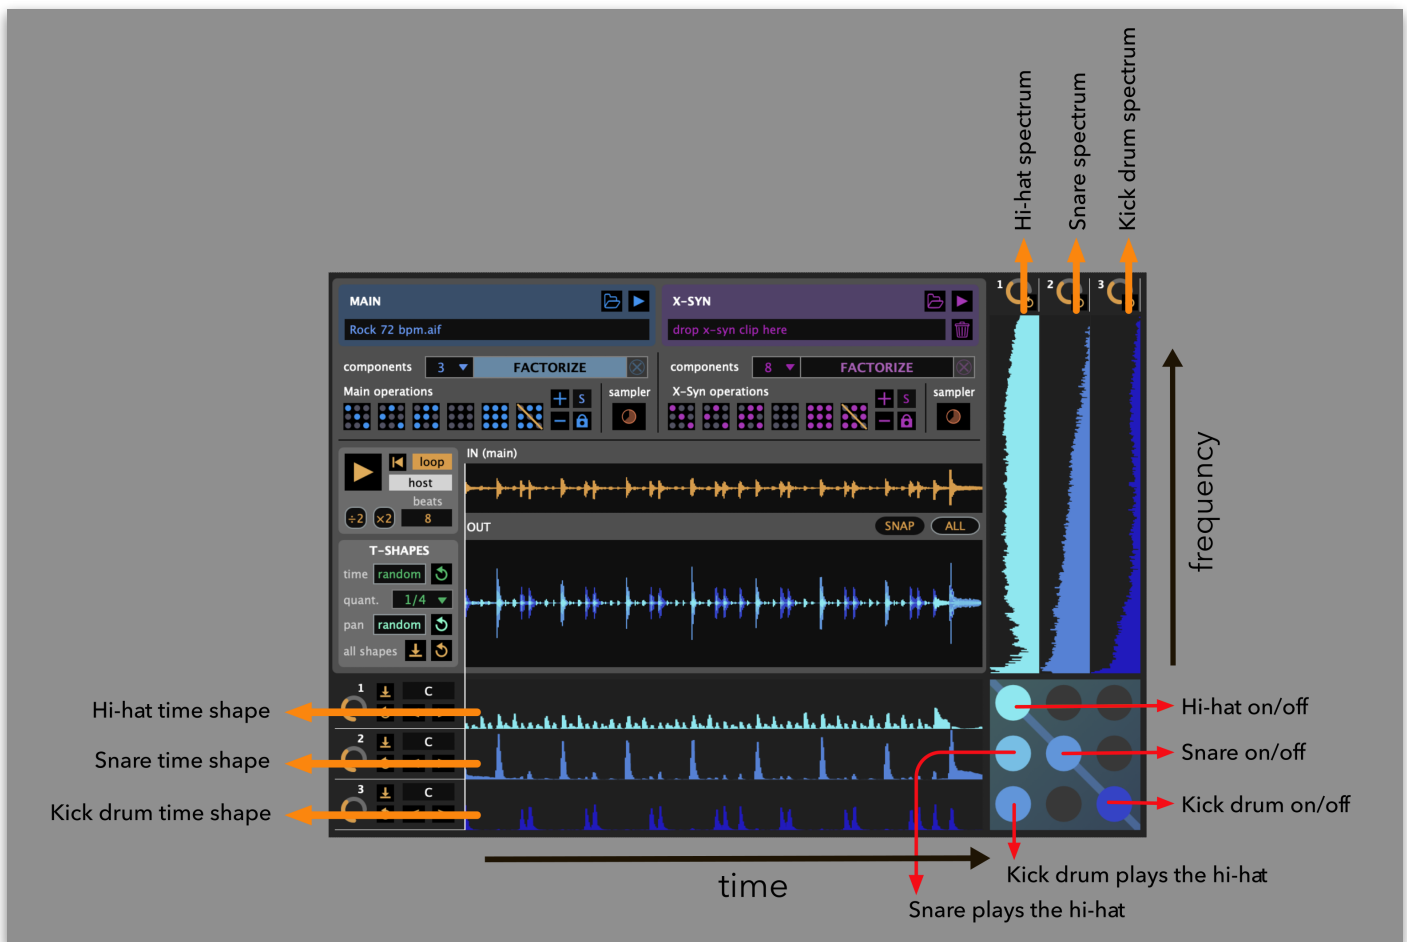 Hi-hat spectrum
Snare spectrum
Kick drum spectrum
1 2 3
MAIN
Rock 72 bpm.aif
X-SYN
drop x-syn clip here
components 3 FACTORIZE
components 8 FACTORIZE
Main operations
S
sampler
X-Syn operations
S
sampler
loop
host
beats
÷2 ×2 8
IN (main)
OUT
SNAP ALL
T-SHAPES
time random
quant. 1/4
pan random
all shapes
frequency
1 C
2 C
3 C
Hi-hat time shape
Snare time shape
Kick drum time shape
Hi-hat on/off
Snare on/off
Kick drum on/off
time
Kick drum plays the hi-hat
Snare plays the hi-hat